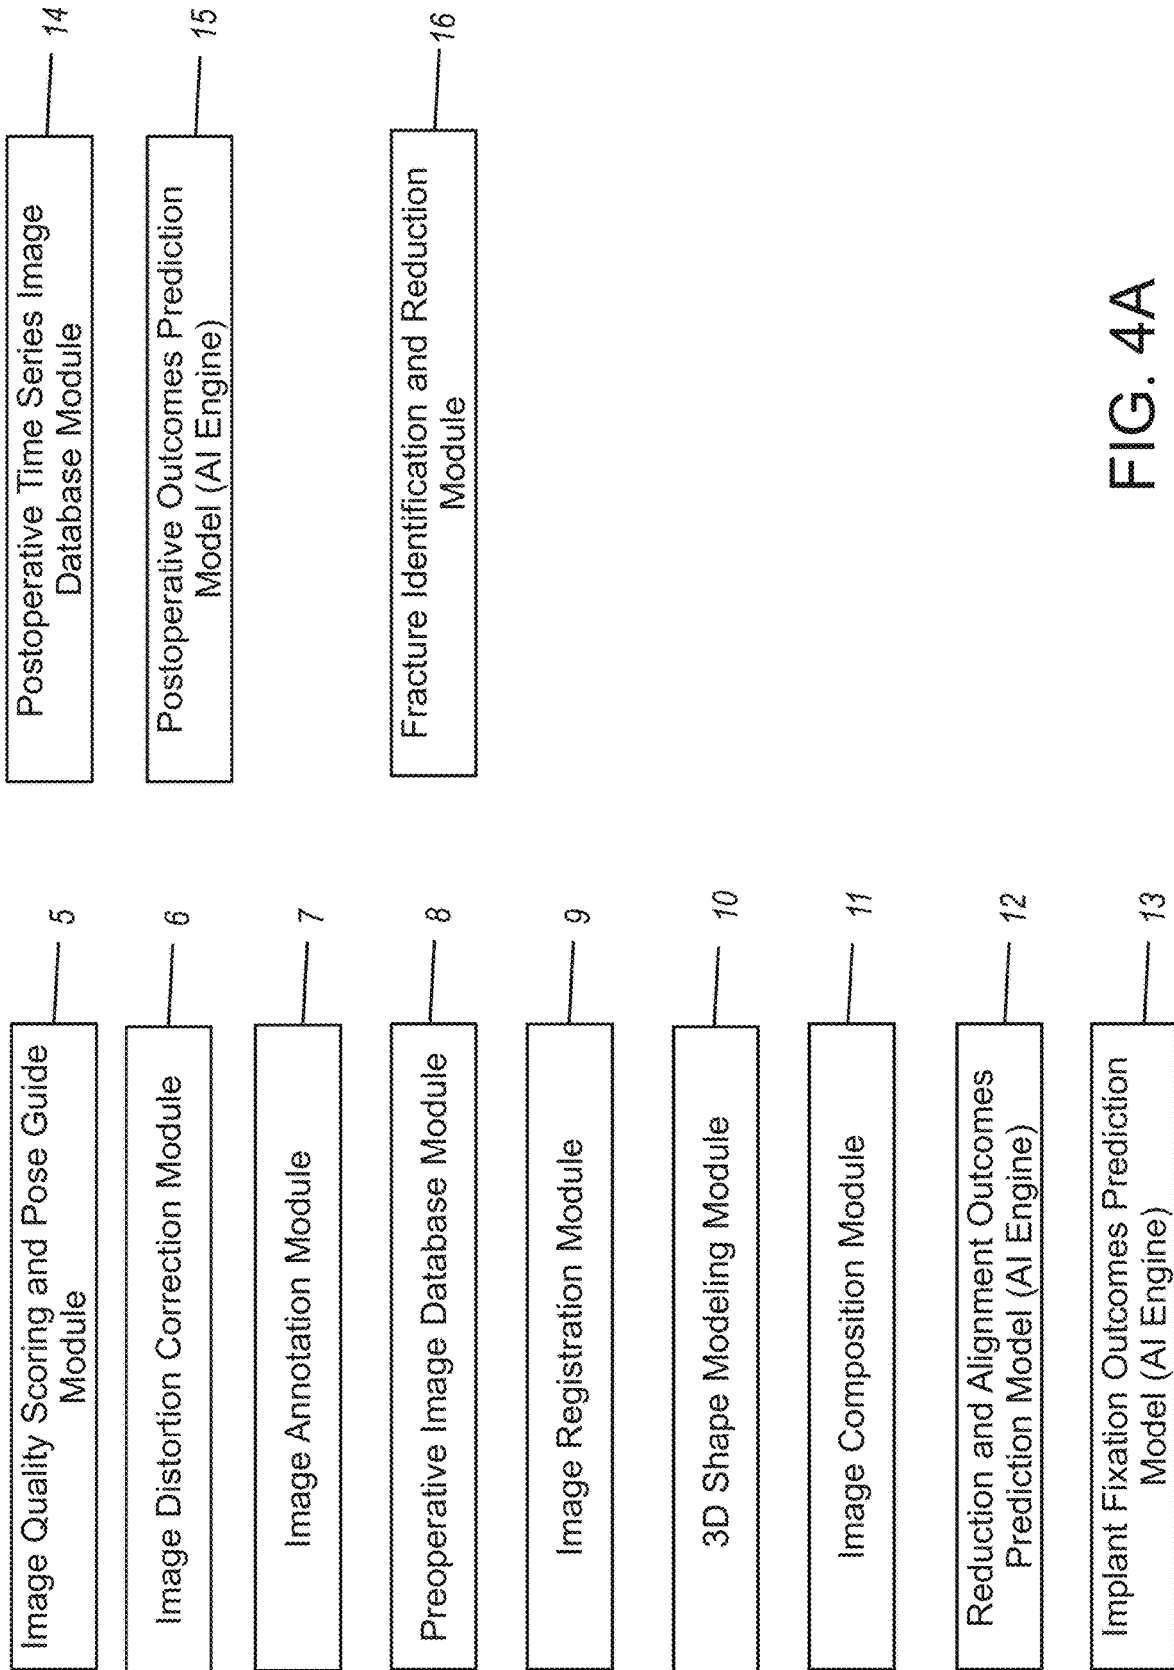 Image Quality Scoring and Pose Guide
Module
5
Image Distortion Correction Module
6
Image Annotation Module
7
Preoperative Image Database Module
8
Image Registration Module
9
3D Shape Modeling Module
10
Image Composition Module
11
Reduction and Alignment Outcomes
Prediction Model (AI Engine)
12
Implant Fixation Outcomes Prediction
Model (AI Engine)
13
Postoperative Time Series Image
Database Module
14
Postoperative Outcomes Prediction
Model (AI Engine)
15
Fracture Identification and Reduction
Module
16
FIG. 4A